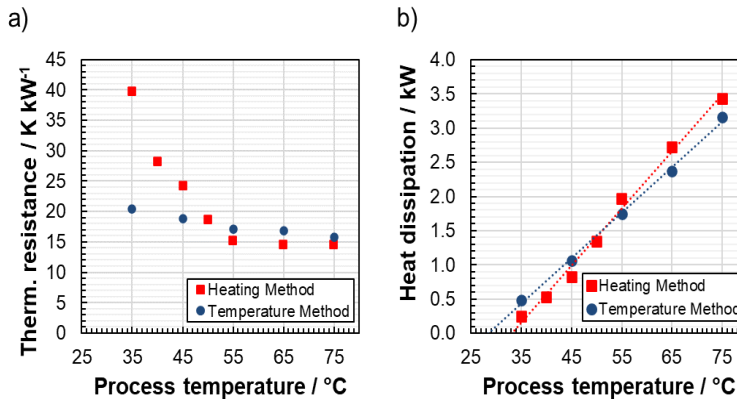 a)
Therm. resistance / K kW⁻¹
45
40
35
30
25
20
15
10
5
0
Heating Method
Temperature Method
25 35 45 55 65 75
Process temperature / °C
b)
Heat dissipation / kW
4.0
3.5
3.0
2.5
2.0
1.5
1.0
0.5
0.0
Heating Method
Temperature Method
25 35 45 55 65 75
Process temperature / °C